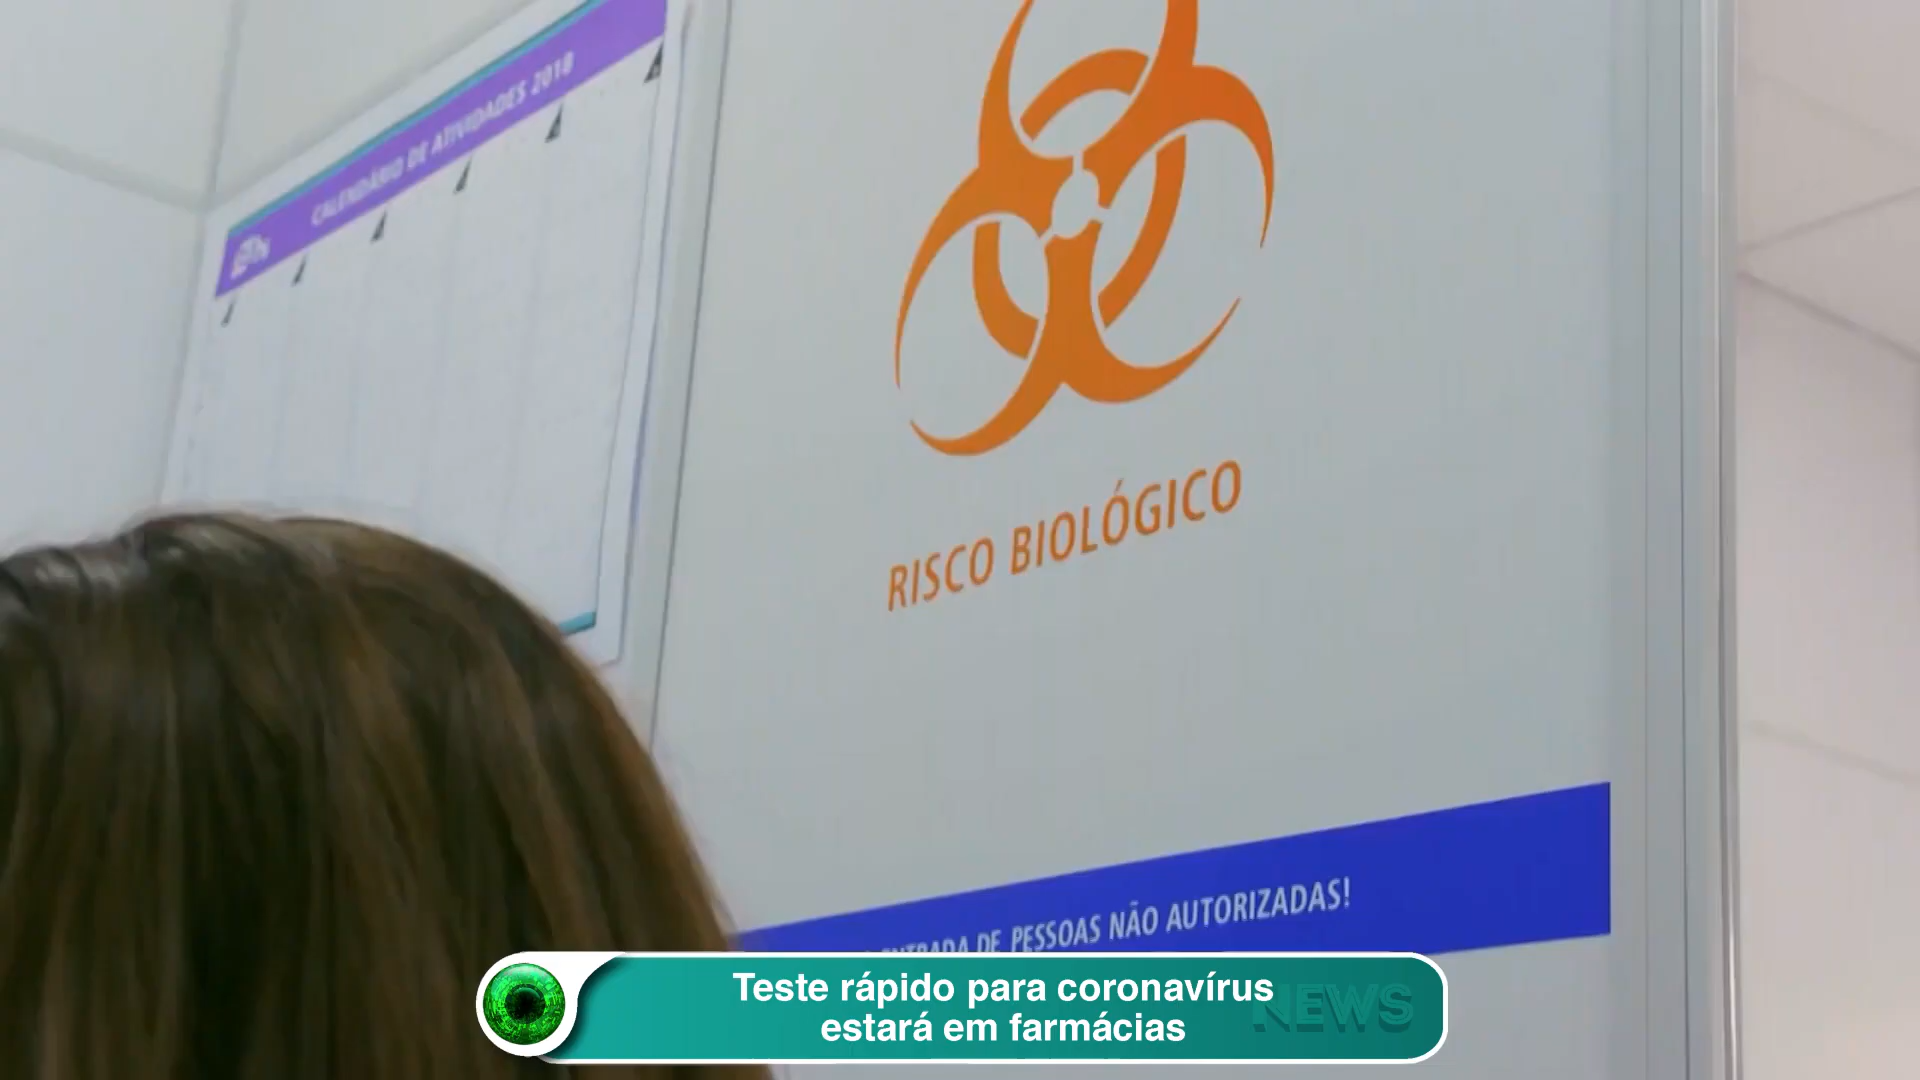 CALENDÁRIO DE ATIVIDADES 2018
RISCO BIOLÓGICO
ENTRADA DE PESSOAS NÃO AUTORIZADAS!
Teste rápido para coronavírus
estará em farmácias
NEWS